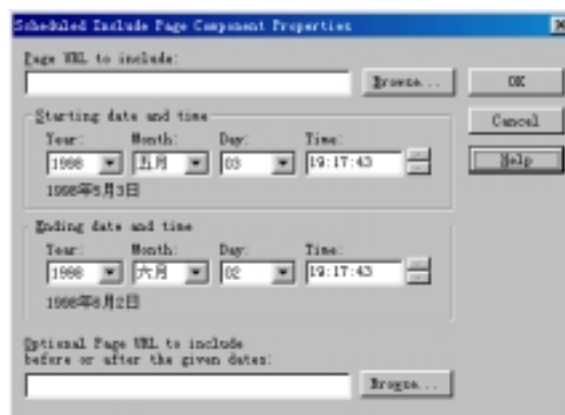 Scheduled Include Page Component Properties
Page URL to include:
Browse...
OK
Starting date and time
Cancel
Year: Month: Day: Time:
1998 五月 03 19:17:43
Help
1998年5月3日
Ending date and time
Year: Month: Day: Time:
1998 六月 02 19:17:43
1998年6月2日
Optional Page URL to include
before or after the given dates:
Browse...